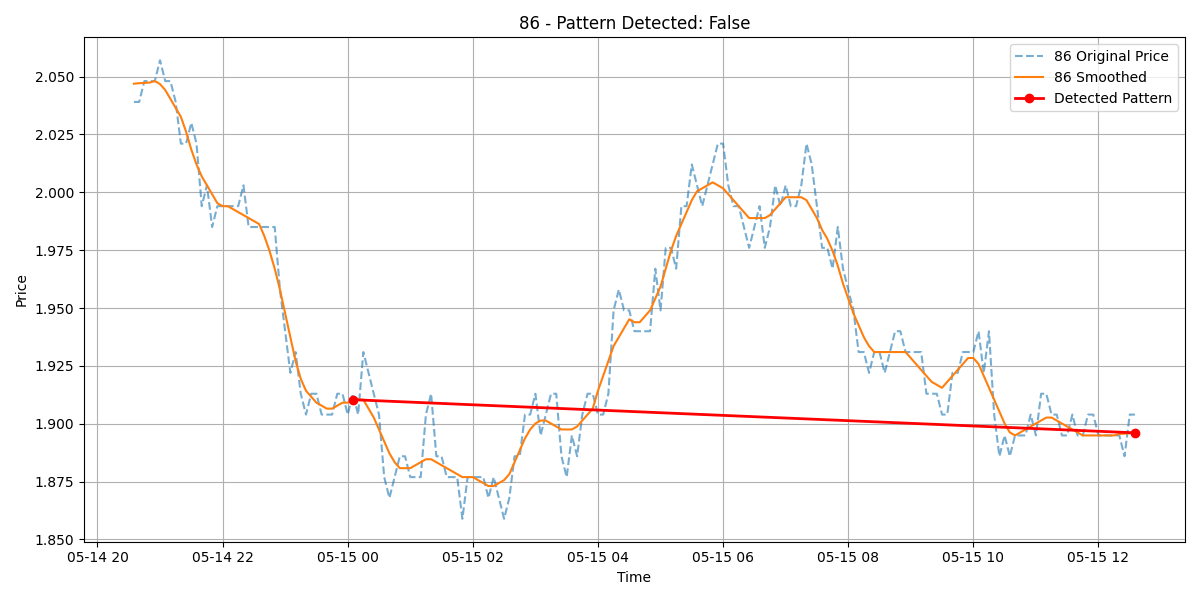 86 - Pattern Detected: False
86 Original Price
86 Smoothed
Detected Pattern
Price
2.050
2.025
2.000
1.975
1.950
1.925
1.900
1.875
1.850
05-14 20 05-14 22 05-15 00 05-15 02 05-15 04 05-15 06 05-15 08 05-15 10 05-15 12
Time